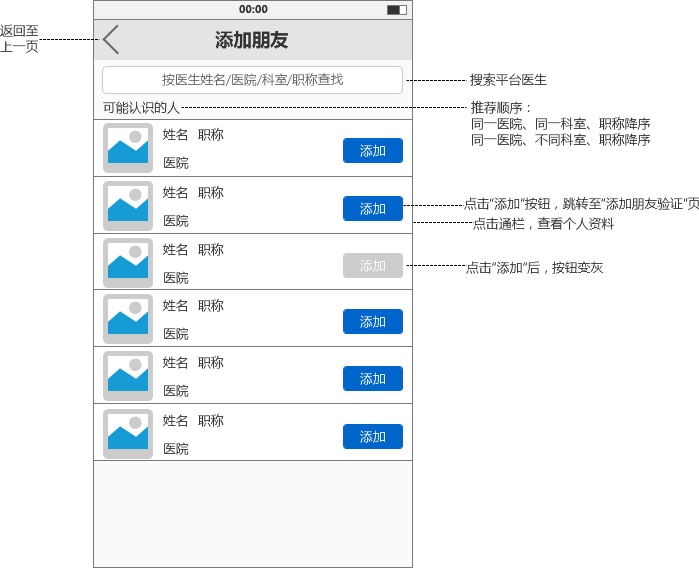 00:00
返回至
上一页
添加朋友
按医生姓名/医院/科室/职称查找
搜索平台医生
可能认识的人
推荐顺序：
同一医院、同一科室、职称降序
同一医院、不同科室、职称降序
姓名 职称
医院
添加
姓名 职称
医院
添加
点击“添加”按钮，跳转至“添加朋友验证”页
点击通栏，查看个人资料
姓名 职称
医院
添加
点击“添加”后，按钮变灰
姓名 职称
医院
添加
姓名 职称
医院
添加
姓名 职称
医院
添加